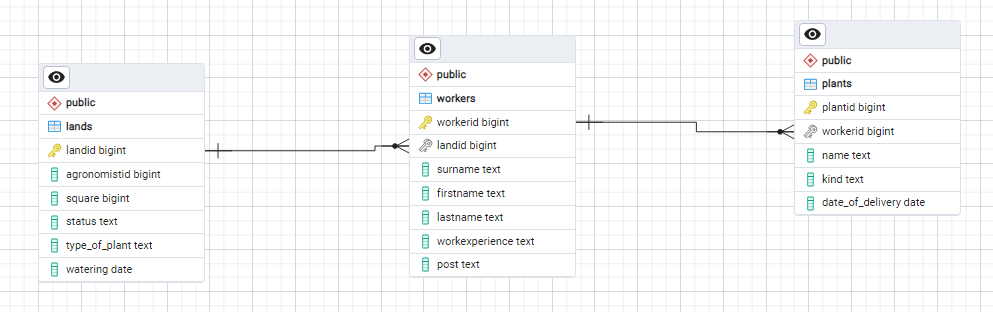 public
lands
landid bigint
agronomistid bigint
square bigint
status text
type_of_plant text
watering date
public
workers
workerid bigint
landid bigint
surname text
firstname text
lastname text
workexperience text
post text
public
plants
plantid bigint
workerid bigint
name text
kind text
date_of_delivery date